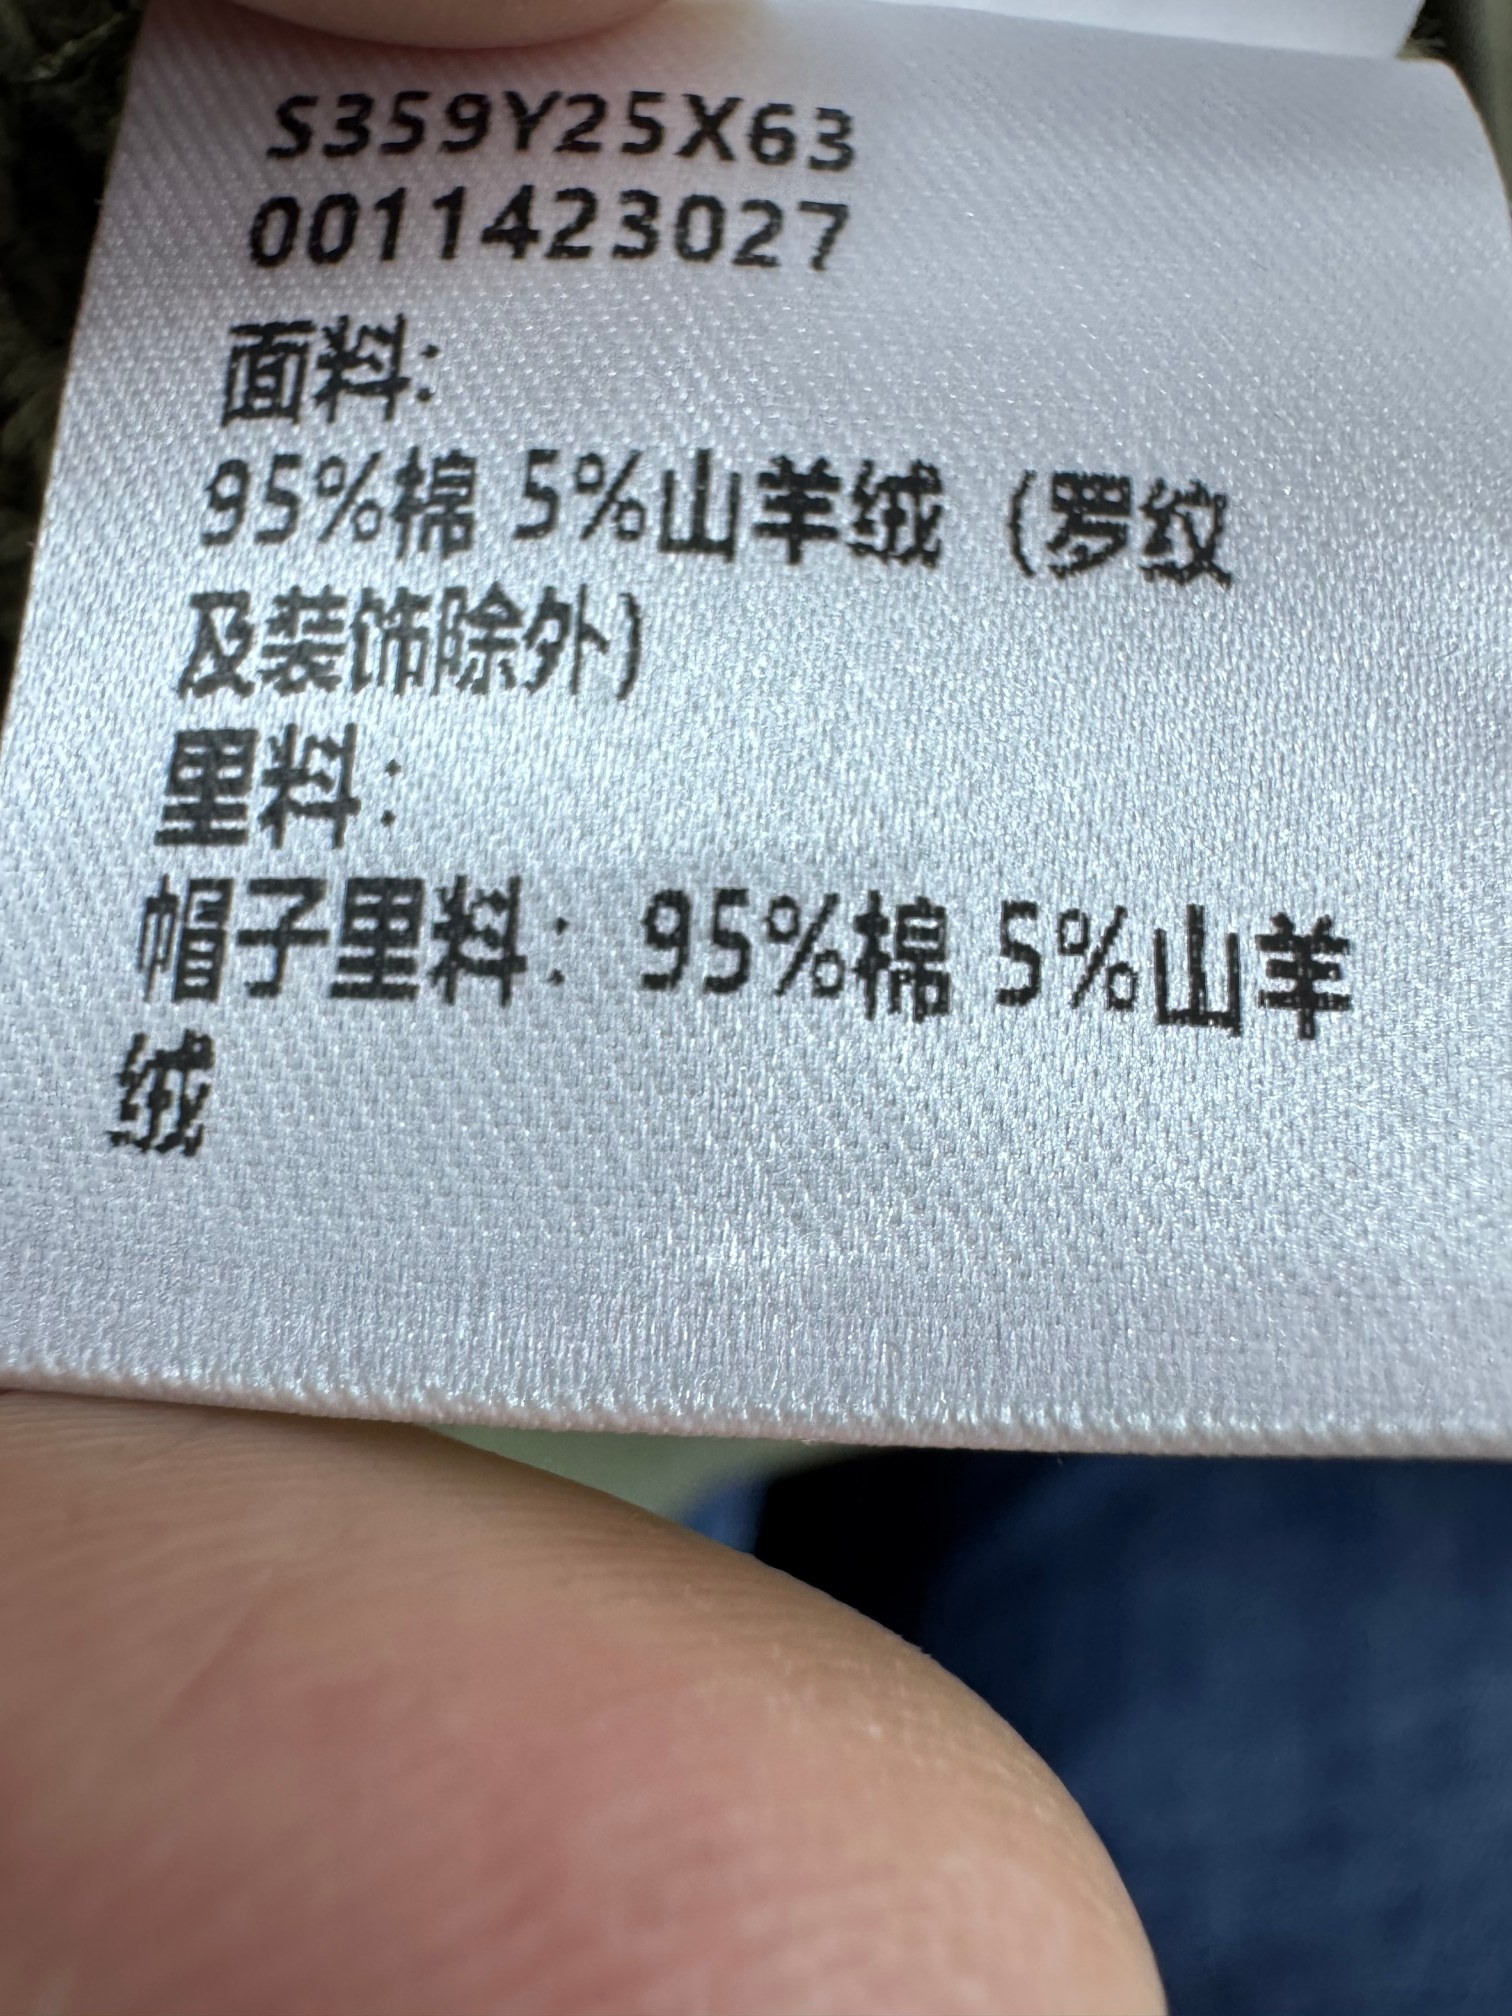 S359Y25X63
0011423027
面料:
95%棉 5%山羊绒 (罗纹
及装饰除外)
里料:
帽子里料: 95%棉 5%山羊
绒